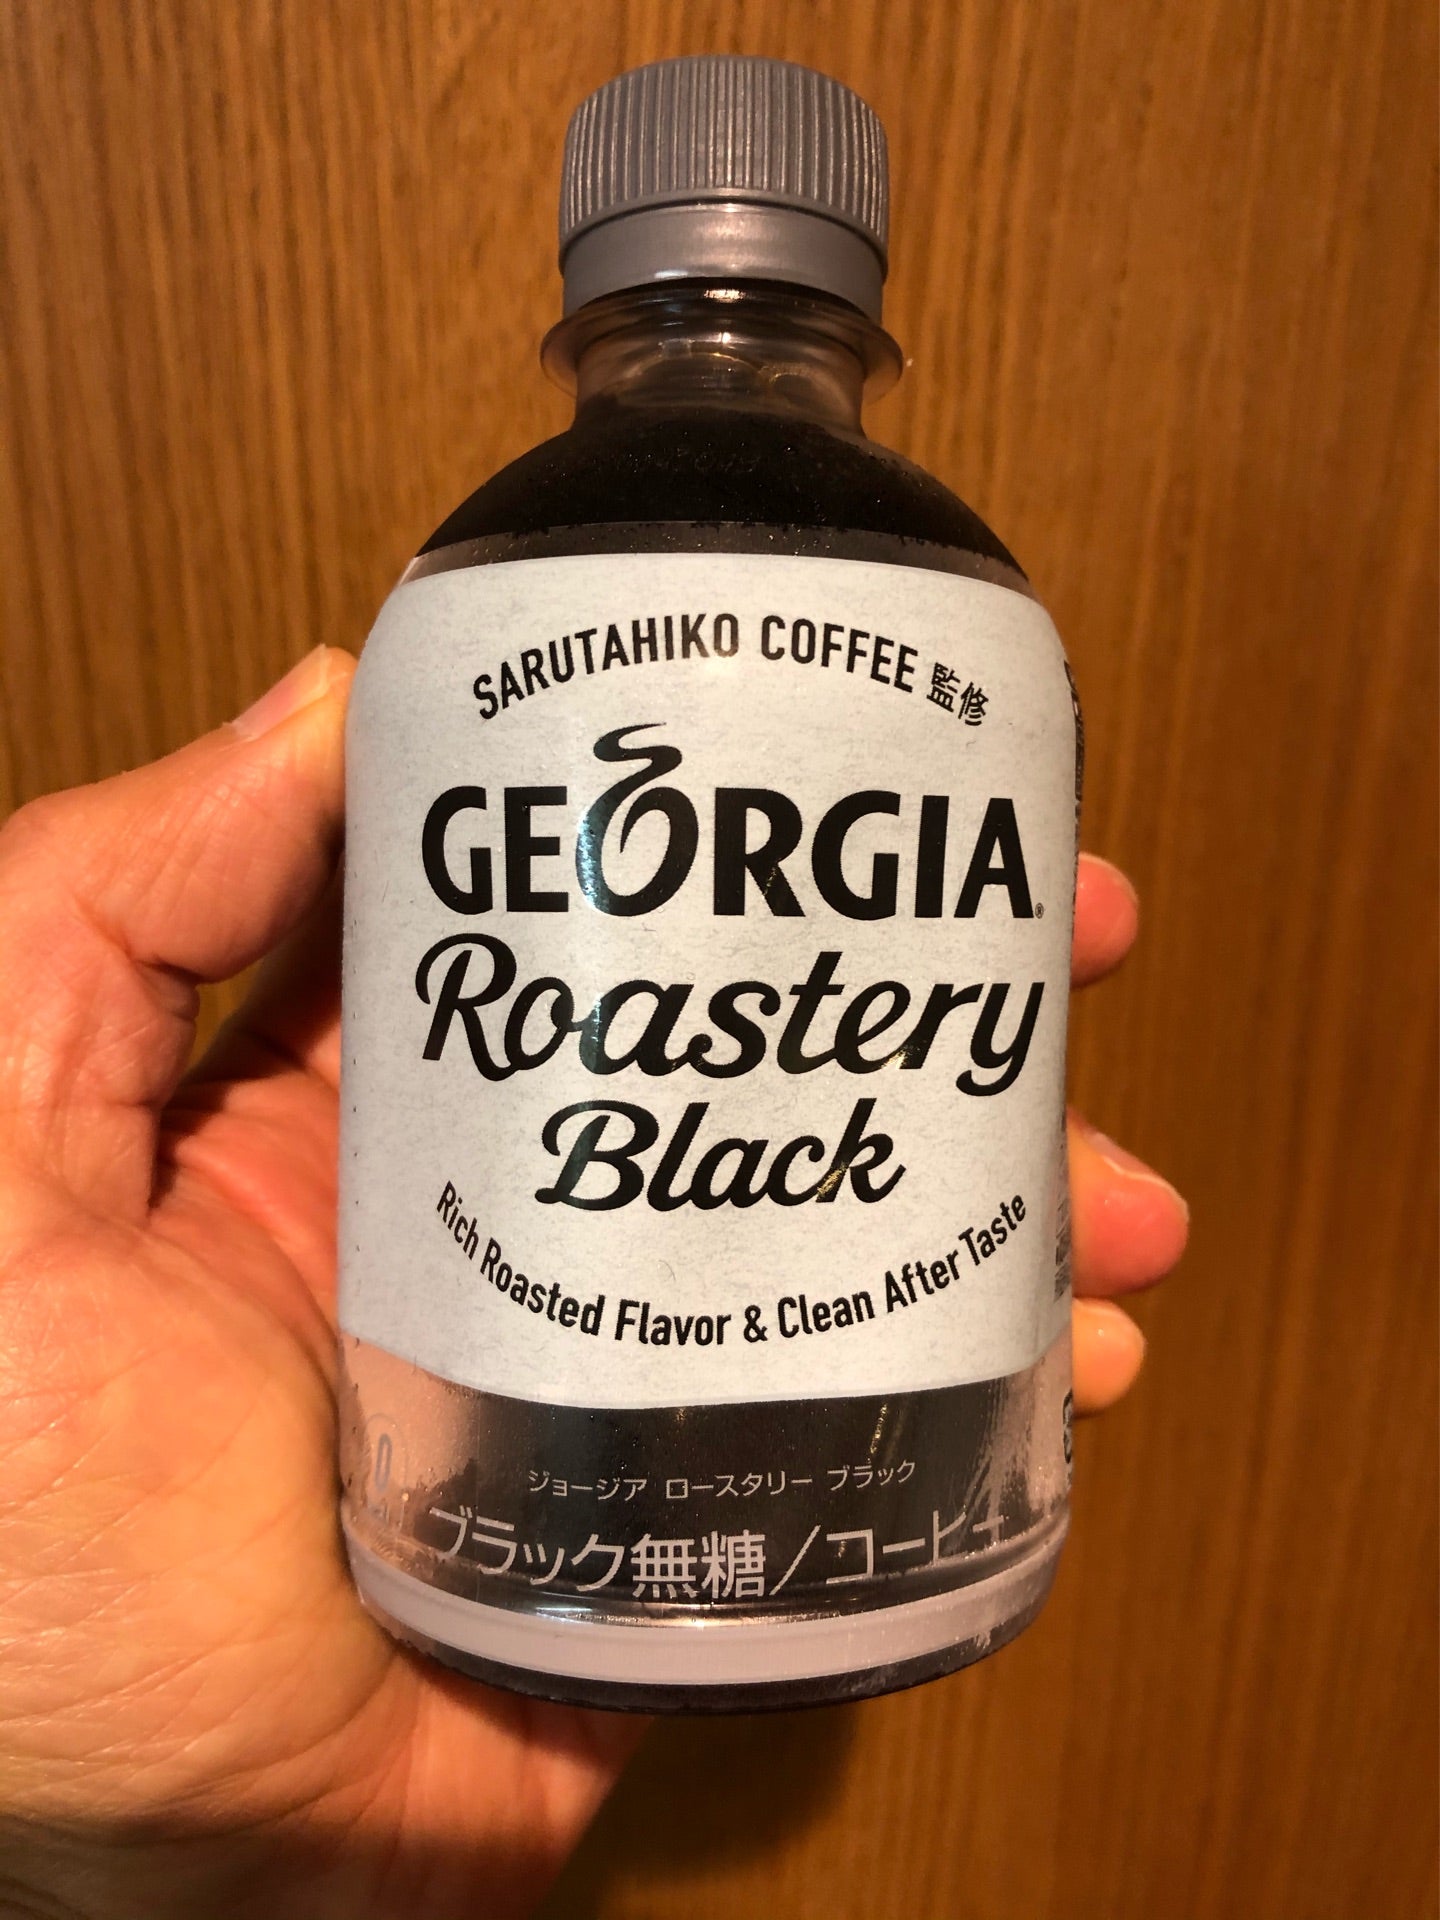 SARUTAHIKO COFFEE 監修
GEORGIA®
Roastery
Black
Rich Roasted Flavor & Clean After Taste
ジョージア ロースタリー ブラック
ブラック無糖/コーヒー